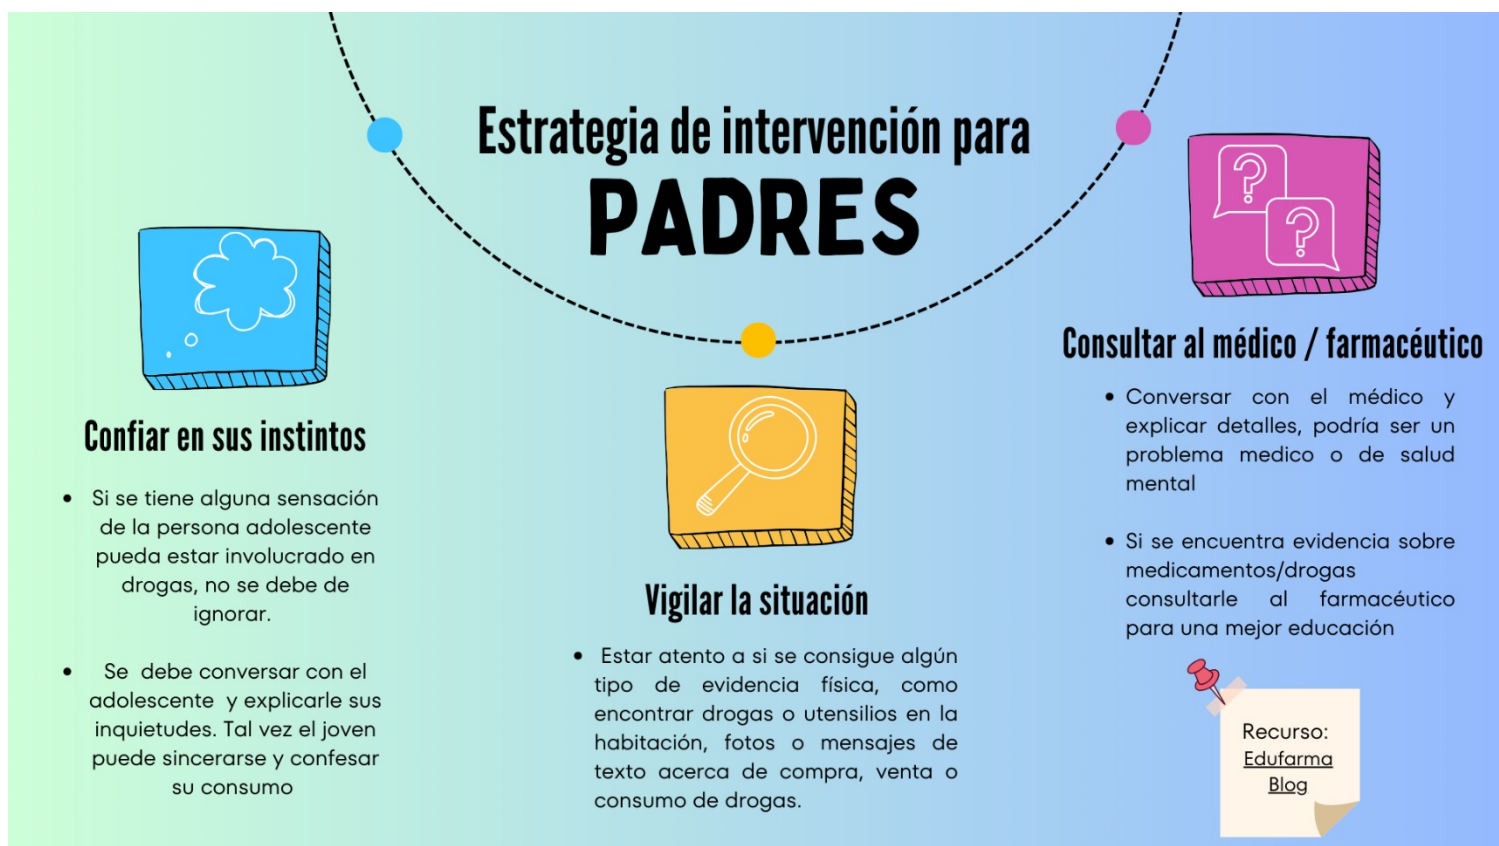 Estrategia de intervención para
PADRES
Confiar en sus instintos
• Si se tiene alguna sensación
de la persona adolescente
pueda estar involucrado en
drogas, no se debe de
ignorar.
• Se debe conversar con el
adolescente y explicarle sus
inquietudes. Tal vez el joven
puede sincerarse y confesar
su consumo
Vigilar la situación
• Estar atento a si se consigue algún
tipo de evidencia física, como
encontrar drogas o utensilios en la
habitación, fotos o mensajes de
texto acerca de compra, venta o
consumo de drogas.
? ?
Consultar al médico / farmacéutico
• Conversar con el médico y
explicar detalles, podría ser un
problema medico o de salud
mental
• Si se encuentra evidencia sobre
medicamentos/drogas
consultarle al farmacéutico
para una mejor educación
Recurso:
Edufarma
Blog